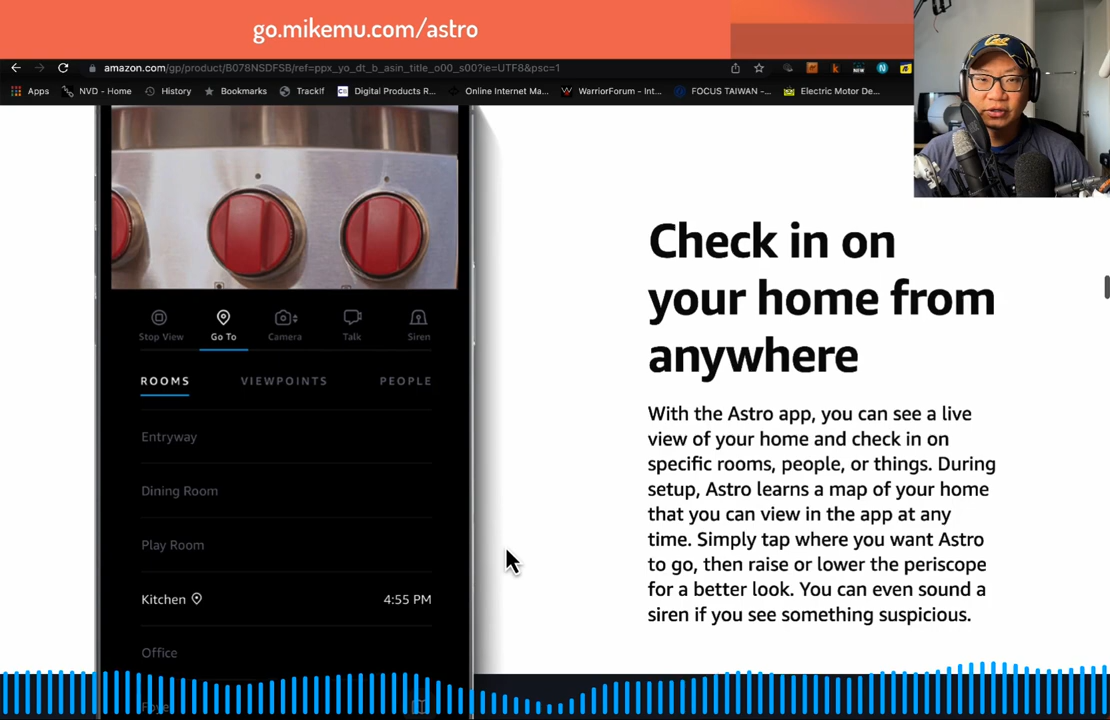 go.mikemu.com/astro
amazon.com/gp/product/B078NSDFSB/ref=ppx_yo_dt_b_asin_title_o00_s00?ie=UTF8&psc=1
Apps NVD - Home History Bookmarks TrackIf Digital Products R... Online Internet Ma... WarriorForum - Int... FOCUS TAIWAN -... Electric Motor De...
Stop View Go To Camera Talk Siren
ROOMS VIEWPOINTS PEOPLE
Entryway
Dining Room
Play Room
Kitchen 4:55 PM
Office
Foyer
Check in on
your home from
anywhere
With the Astro app, you can see a live
view of your home and check in on
specific rooms, people, or things. During
setup, Astro learns a map of your home
that you can view in the app at any
time. Simply tap where you want Astro
to go, then raise or lower the periscope
for a better look. You can even sound a
siren if you see something suspicious.